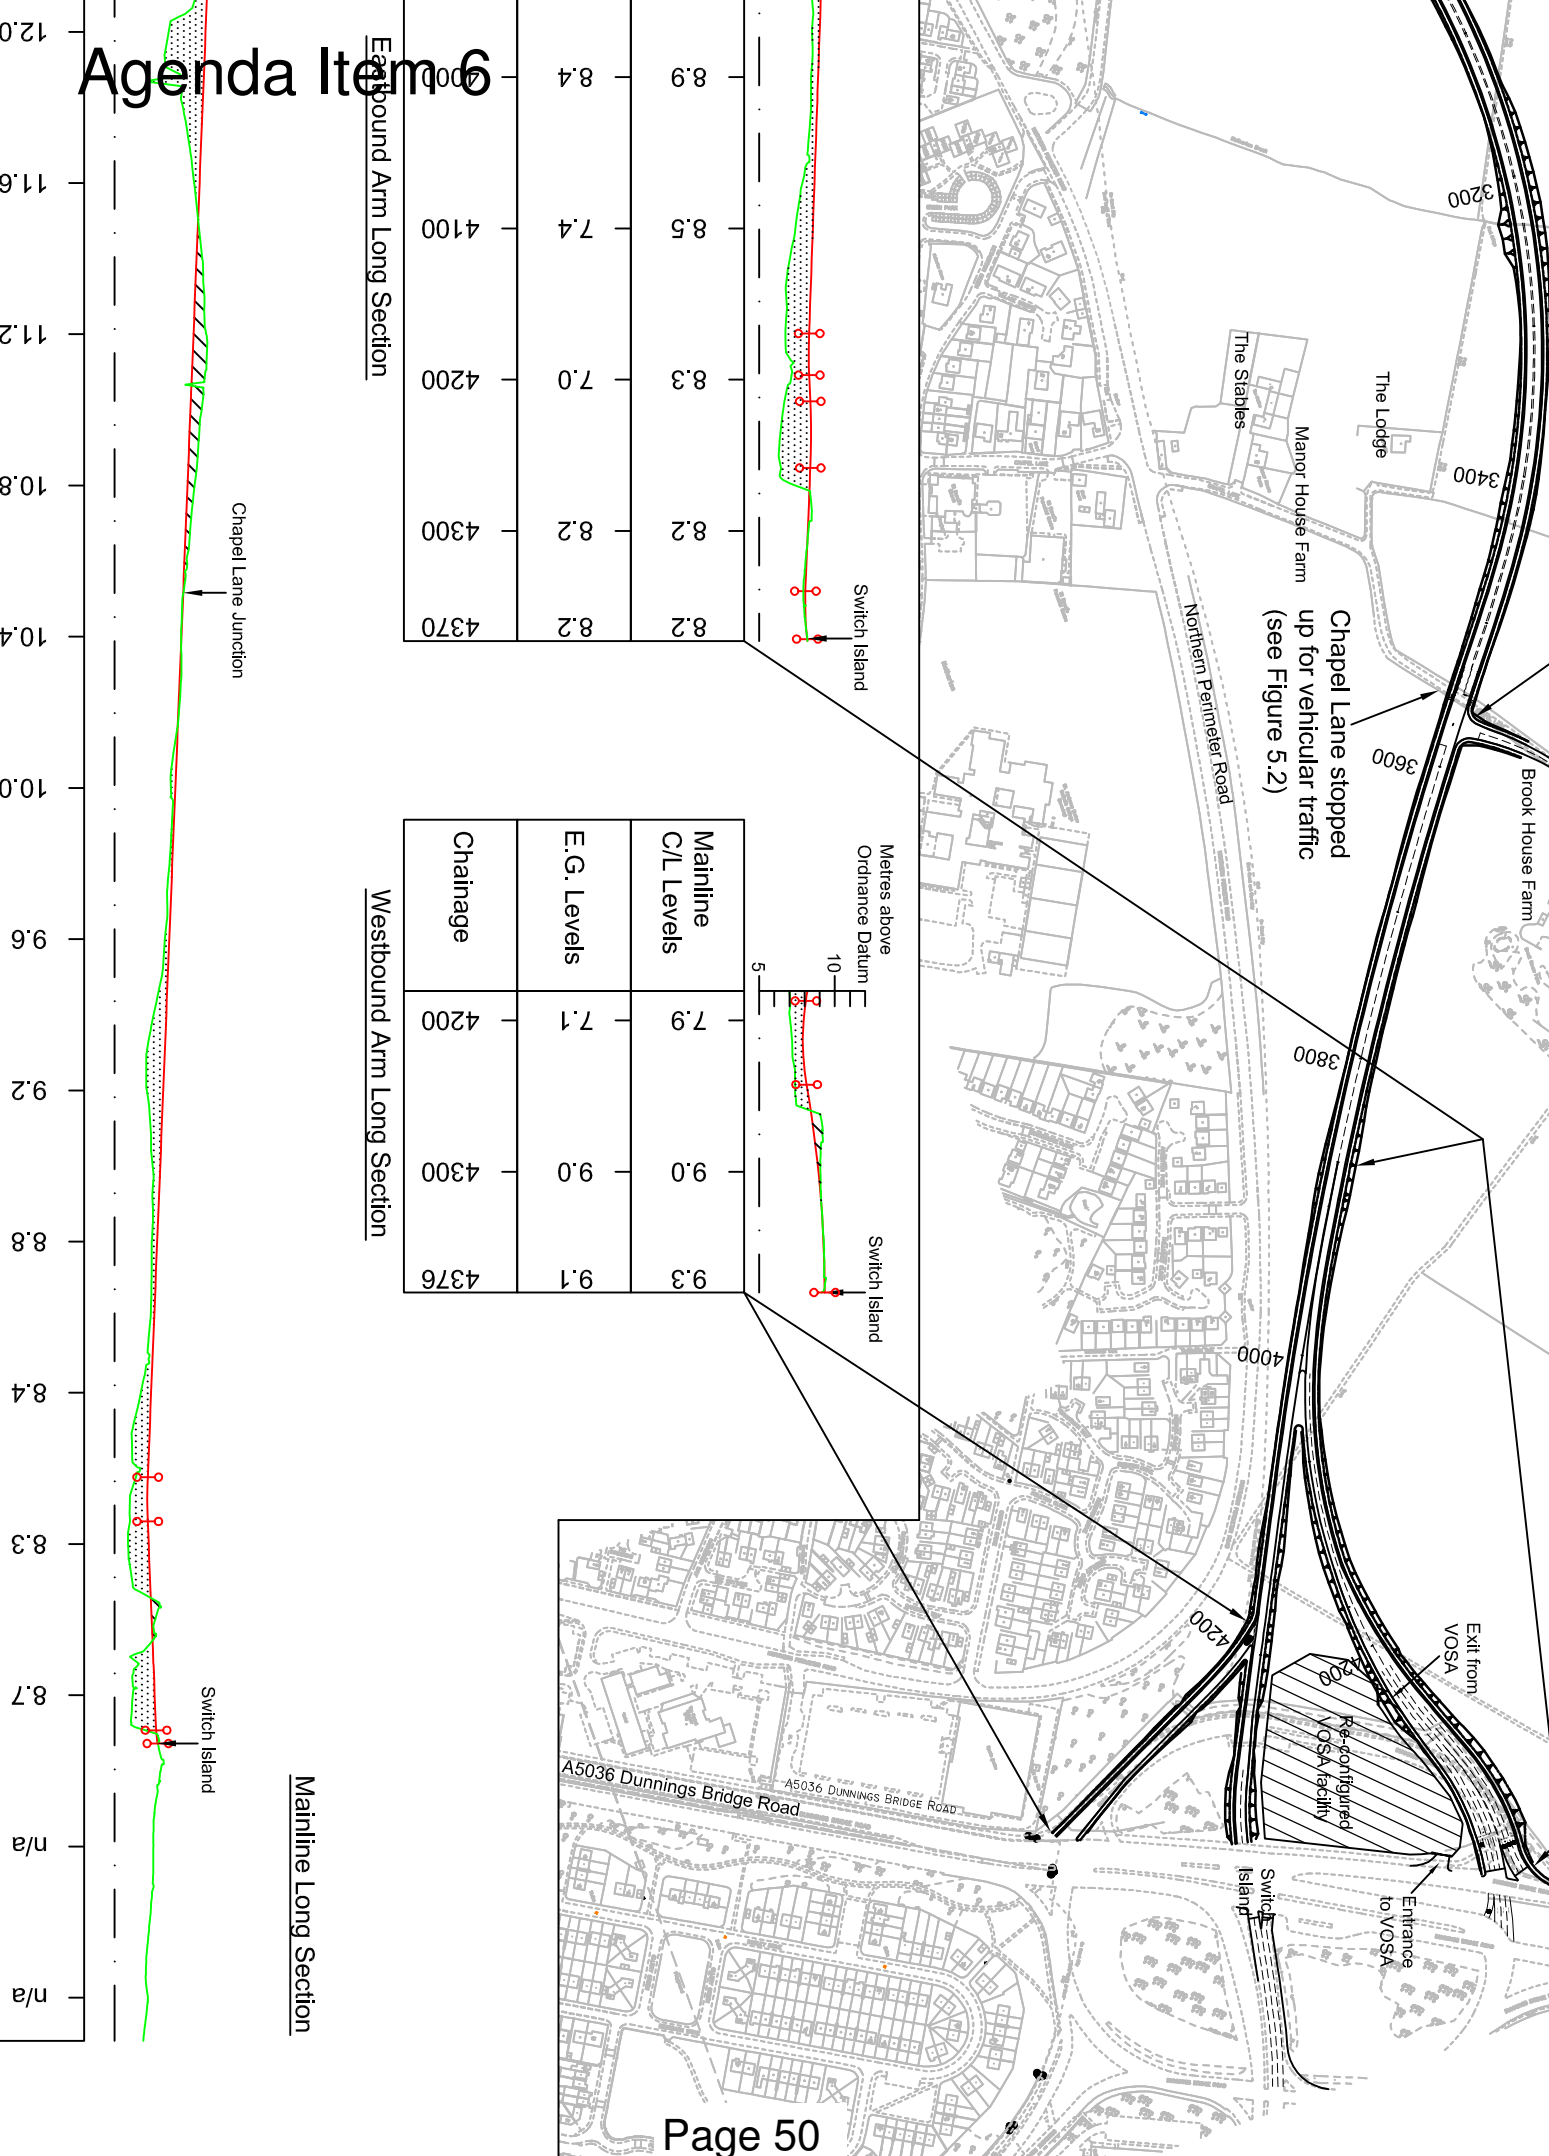 Agenda Item 6
Eastbound Arm Long Section
4000
4100
4200
4300
4370
8.4
7.4
7.0
8.2
8.2
8.9
8.5
8.3
8.2
8.2
Switch Island
Metres above
Ordnance Datum
10
5
Mainline
C/L Levels
7.9
9.0
9.3
E.G. Levels
7.1
9.0
9.1
Chainage
4200
4300
4376
Westbound Arm Long Section
Switch Island
12.0
11.6
11.2
10.8
10.4
10.0
9.6
9.2
8.8
8.4
8.3
8.7
n/a
n/a
Chapel Lane Junction
Switch Island
Mainline Long Section
3200
3400
3600
3800
4000
4200
4200
The Stables
Manor House Farm
The Lodge
Northern Perimeter Road
Chapel Lane stopped
up for vehicular traffic
(see Figure 5.2)
Brook House Farm
Exit from
VOSA
Re-configured
VOSA facility
Entrance
to VOSA
Switch
Island
A5036 Dunnings Bridge Road
A5036 DUNNINGS BRIDGE ROAD
Page 50